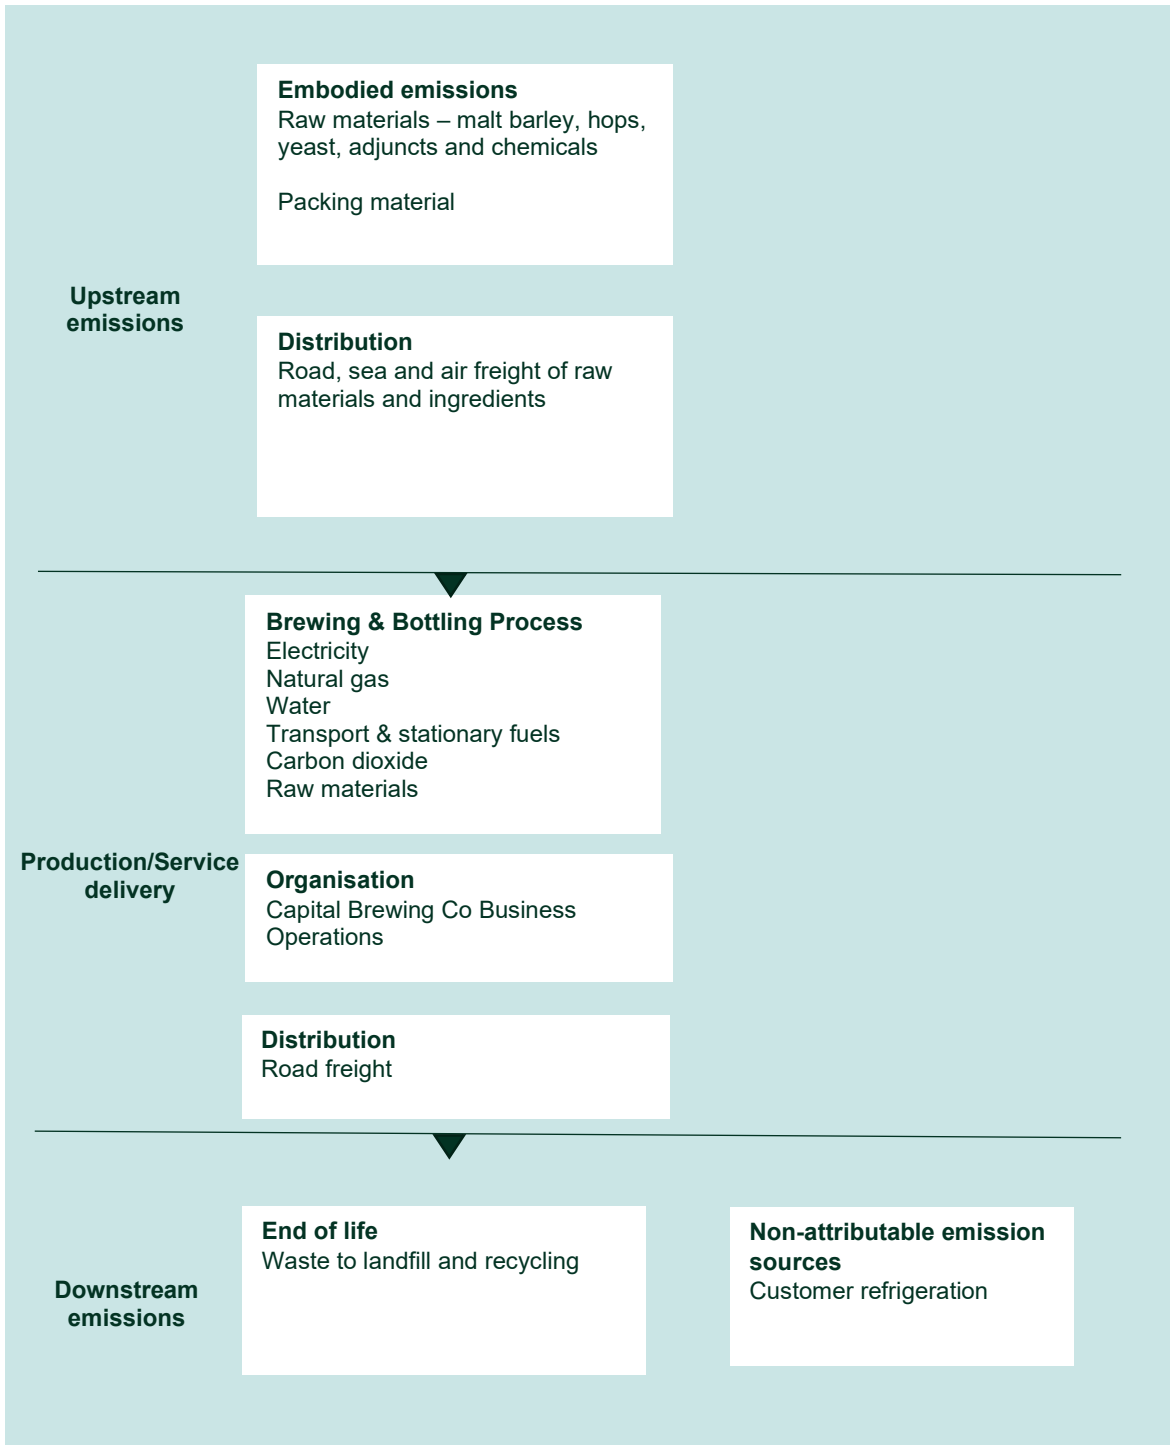 Embodied emissions
Raw materials – malt barley, hops,
yeast, adjuncts and chemicals
Packing material
Upstream
emissions
Distribution
Road, sea and air freight of raw
materials and ingredients
Brewing & Bottling Process
Electricity
Natural gas
Water
Transport & stationary fuels
Carbon dioxide
Raw materials
Production/Service
delivery
Organisation
Capital Brewing Co Business
Operations
Distribution
Road freight
Downstream
emissions
End of life
Waste to landfill and recycling
Non-attributable emission
sources
Customer refrigeration